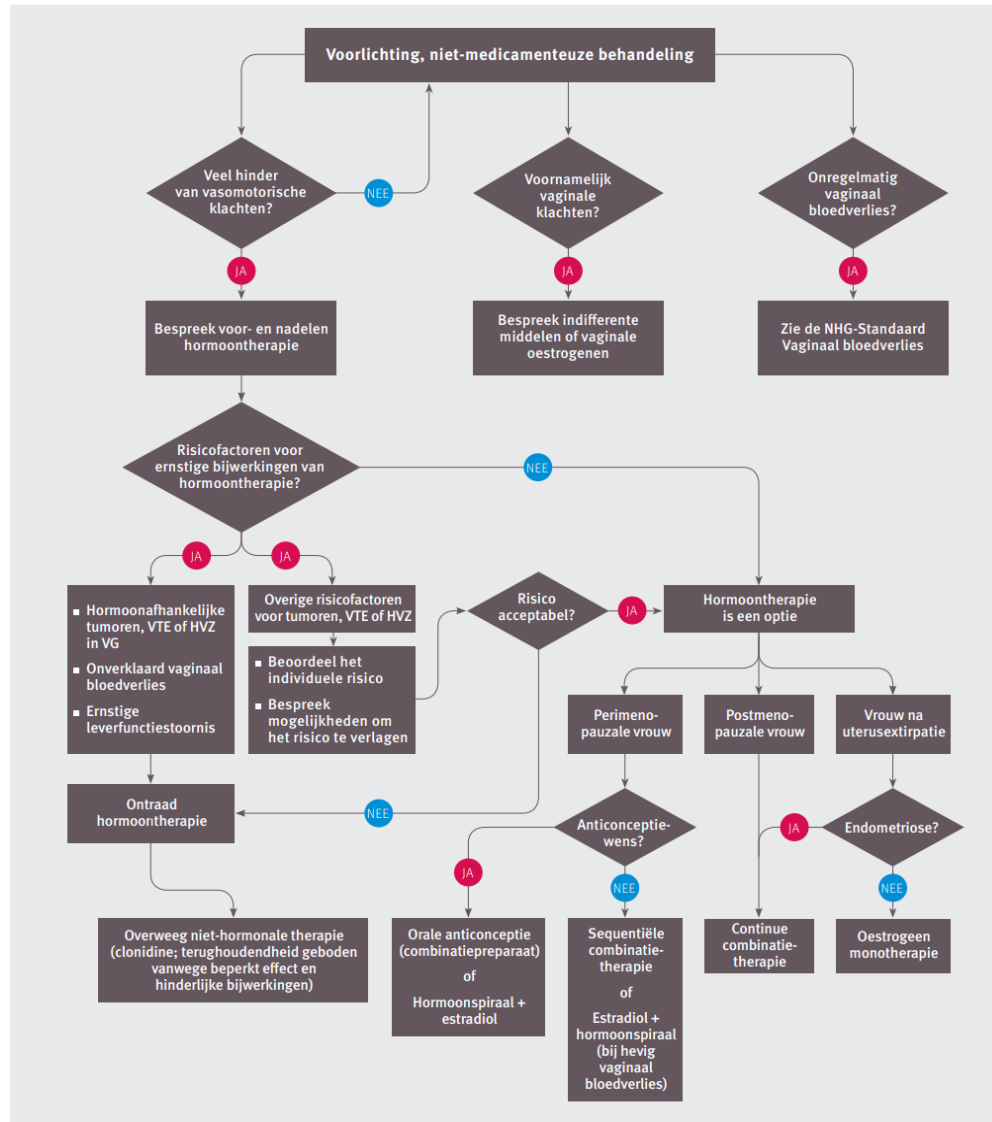 Voorlichting, niet-medicamenteuze behandeling
Veel hinder
van vasomotorische
klachten?
NEE
Voornamelijk
vaginale
klachten?
Onregelmatig
vaginaal
bloedverlies?
JA
JA
JA
Bespreek voor- en nadelen
hormoontherapie
Bespreek indifferente
middelen of vaginale
oestrogenen
Zie de NHG-Standaard
Vaginaal bloedverlies
Risicofactoren voor
ernstige bijwerkingen van
hormoontherapie?
NEE
JA
JA
Hormoonafhankelijke
tumoren, VTE of HVZ
in VG
Onverklaard vaginaal
bloedverlies
Ernstige
leverfunctiestoornis
Overige risicofactoren
voor tumoren, VTE of HVZ
Beoordeel het
individuele risico
Bespreek
mogelijkheden om
het risico te verlagen
Risico
acceptabel?
JA
Hormoontherapie
is een optie
Perimeno-
pauzale vrouw
Postmeno-
pauzale vrouw
Vrouw na
uterusextirpatie
Ontraad
hormoontherapie
NEE
Anticonceptie-
wens?
JA
Endometriose?
JA
NEE
NEE
Overweeg niet-hormonale therapie
(clonidine; terughoudendheid geboden
vanwege beperkt effect en
hinderlijke bijwerkingen)
Orale anticonceptie
(combinatiepreparaat)
of
Hormoonspiraal +
estradiol
Sequentiële
combinatie-
therapie
of
Estradiol +
hormoonspiraal
(bij hevig
vaginaal
bloedverlies)
Continue
combinatie-
therapie
Oestrogeen
monotherapie